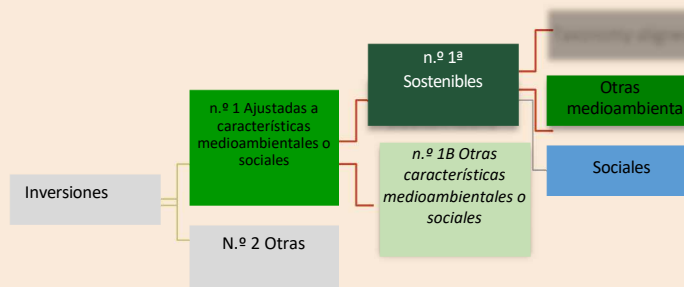 Inversiones
n.º 1 Ajustadas a
características
medioambientales o
sociales
N.º 2 Otras
n.º 1ª
Sostenibles
n.º 1B Otras
características
medioambientales o
sociales
Otras
medioambienta
Sociales